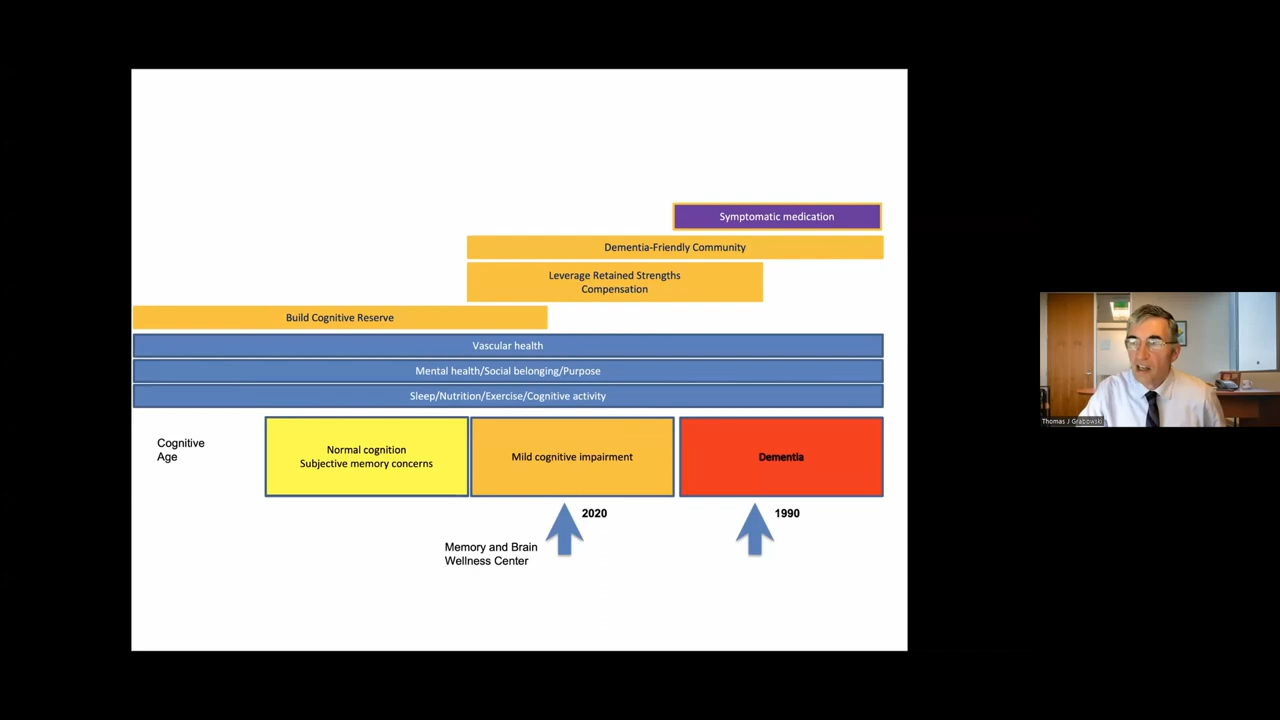 Symptomatic medication
Dementia-Friendly Community
Leverage Retained Strengths
Compensation
Build Cognitive Reserve
Vascular health
Mental health/Social belonging/Purpose
Sleep/Nutrition/Exercise/Cognitive activity
Cognitive
Age
Normal cognition
Subjective memory concerns
Mild cognitive impairment
Dementia
2020
1990
Memory and Brain
Wellness Center
Thomas J Grabowski